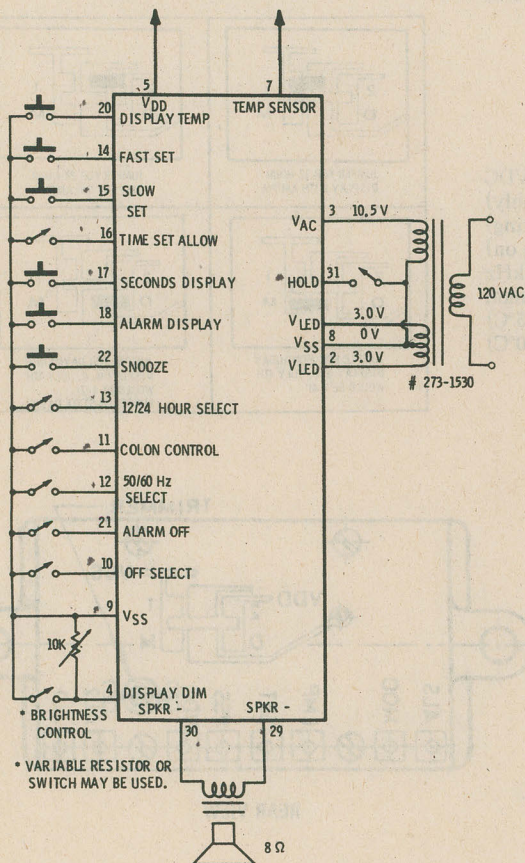 5
7
VDD
TEMP SENSOR
20
DISPLAY TEMP
14
FAST SET
15
SLOW
SET
16
TIME SET ALLOW
17
SECONDS DISPLAY
18
ALARM DISPLAY
22
SNOOZE
13
12/24 HOUR SELECT
11
COLON CONTROL
12
50/60 Hz
SELECT
21
ALARM OFF
10
OFF SELECT
9
VSS
10K
4
DISPLAY DIM
VAC
3
10.5 V
HOLD
31
120 VAC
VLED
3.0 V
VSS
8
0 V
VLED
2
3.0 V
# 273-1530
SPKR -
SPKR -
30
29
* BRIGHTNESS
CONTROL
* VARIABLE RESISTOR OR
SWITCH MAY BE USED.
8 Ω